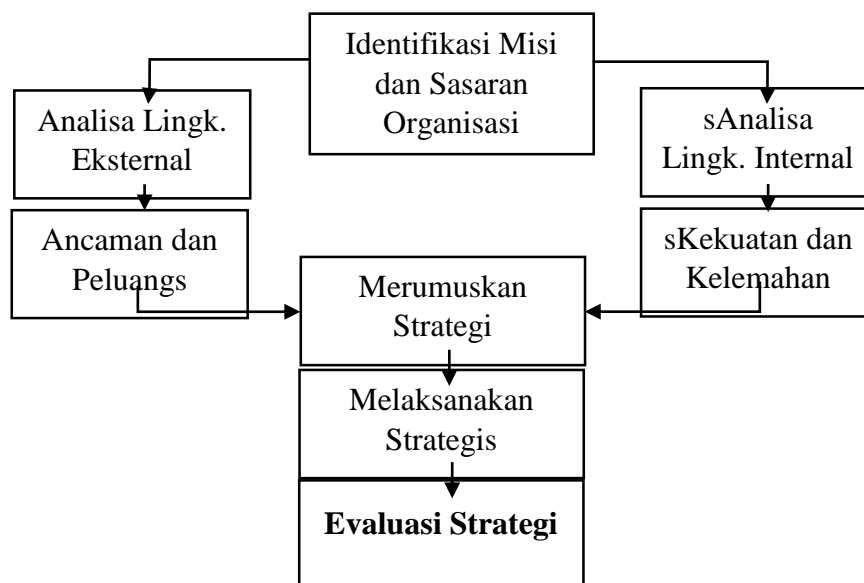 Identifikasi Misi
dan Sasaran
Organisasi
Analisa Lingk.
Eksternal
sAnalisa
Lingk. Internal
Ancaman dan
Peluangs
sKekuatan dan
Kelemahan
Merumuskan
Strategi
Melaksanakan
Strategis
Evaluasi Strategi